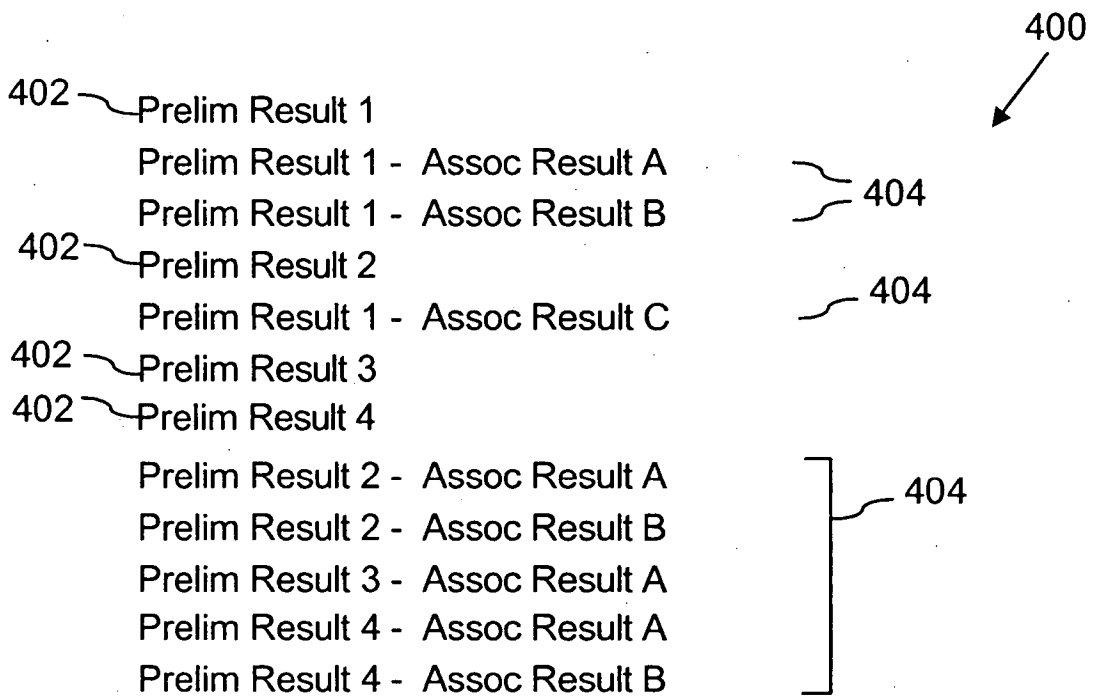 400
402 Prelim Result 1
Prelim Result 1 - Assoc Result A
404
Prelim Result 1 - Assoc Result B
402 Prelim Result 2
Prelim Result 1 - Assoc Result C 404
402 Prelim Result 3
402 Prelim Result 4
Prelim Result 2 - Assoc Result A
404
Prelim Result 2 - Assoc Result B
Prelim Result 3 - Assoc Result A
Prelim Result 4 - Assoc Result A
Prelim Result 4 - Assoc Result B